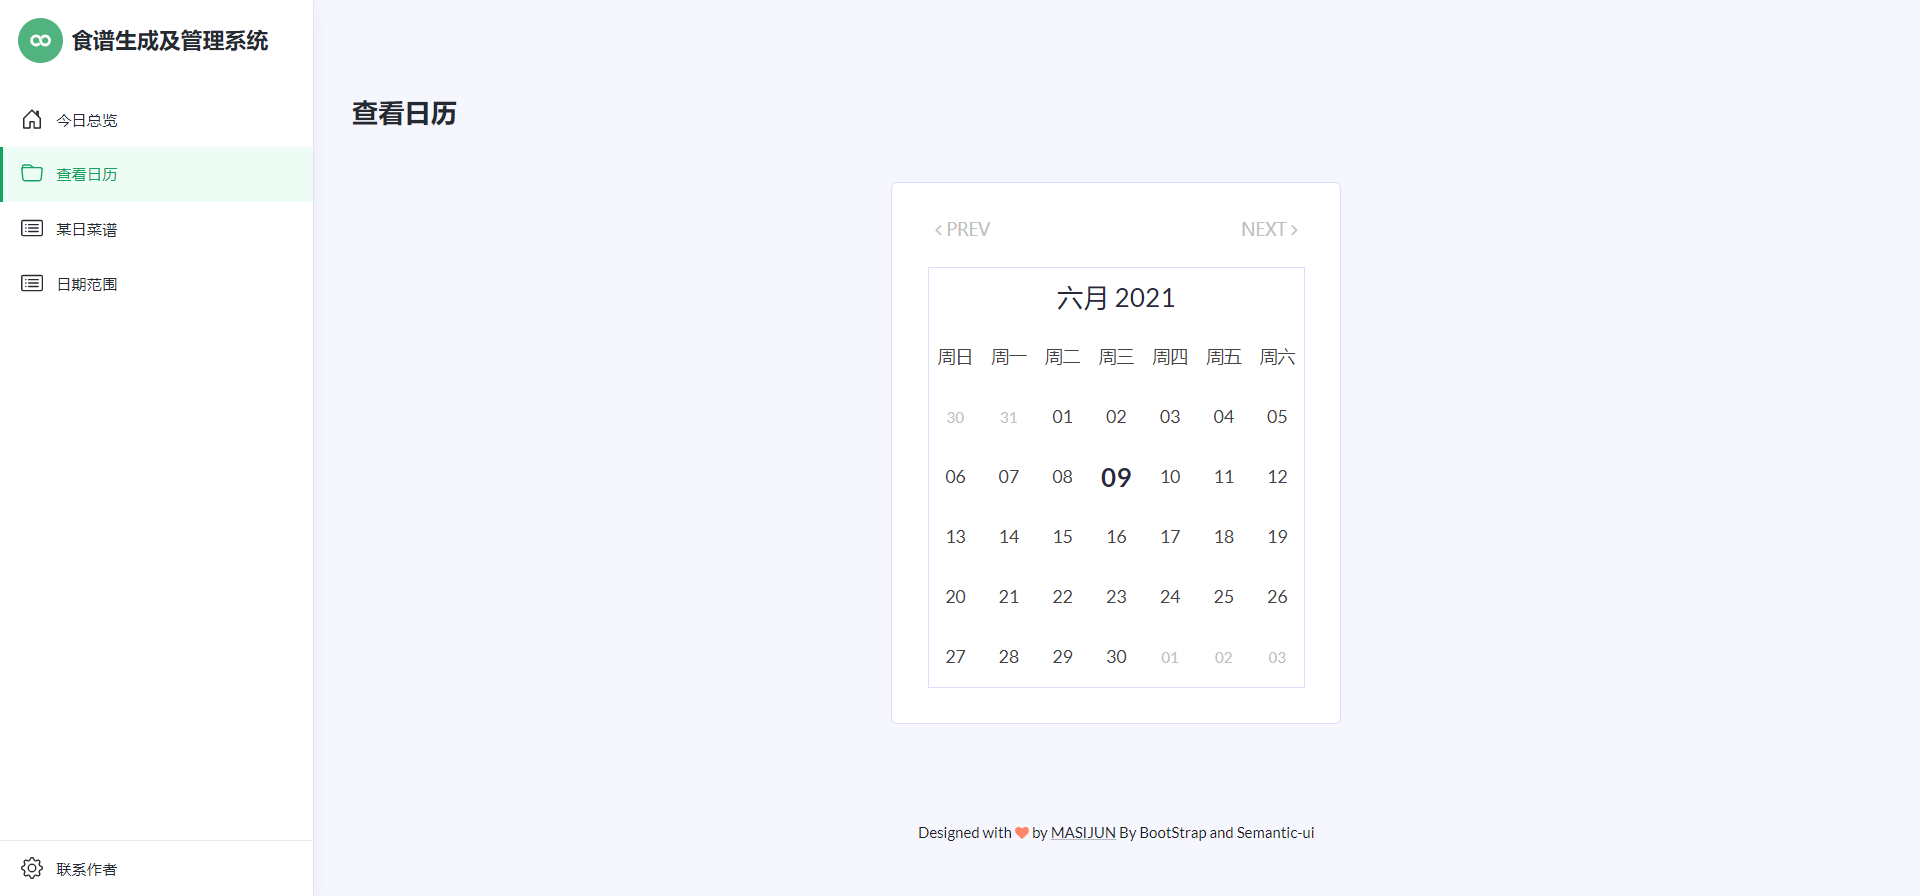 食谱生成及管理系统
今日总览
查看日历
某日菜谱
日期范围
联系作者
查看日历
PREV NEXT
六月 2021
周日 周一 周二 周三 周四 周五 周六
30 31 01 02 03 04 05
06 07 08 09 10 11 12
13 14 15 16 17 18 19
20 21 22 23 24 25 26
27 28 29 30 01 02 03
Designed with ❤ by MASIJUN By BootStrap and Semantic-ui